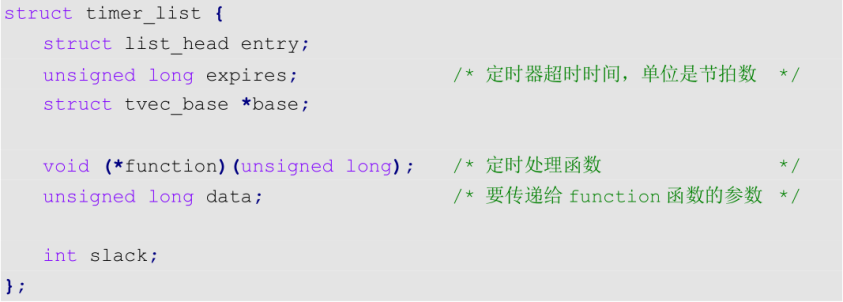 struct timer_list {
struct list_head entry;
unsigned long expires; /* 定时器超时时间，单位是节拍数 */
struct tvec_base *base;
void (*function)(unsigned long); /* 定时处理函数 */
unsigned long data; /* 要传递给 function 函数的参数 */
int slack;
};